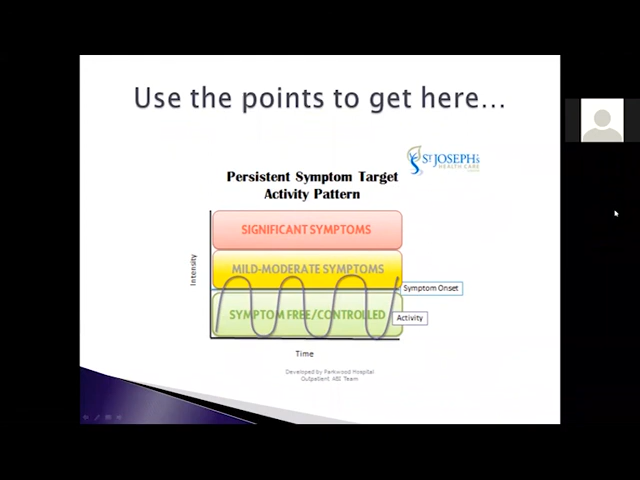 Use the points to get here...
ST JOSEPH'S
HEALTH CARE
Persistent Symptom Target
Activity Pattern
SIGNIFICANT SYMPTOMS
MILD-MODERATE SYMPTOMS
Intensity
Symptom Onset
SYMPTOM FREE/CONTROLLED
Activity
Time
Developed by Parkwood Hospital
Outpatient ABI Team